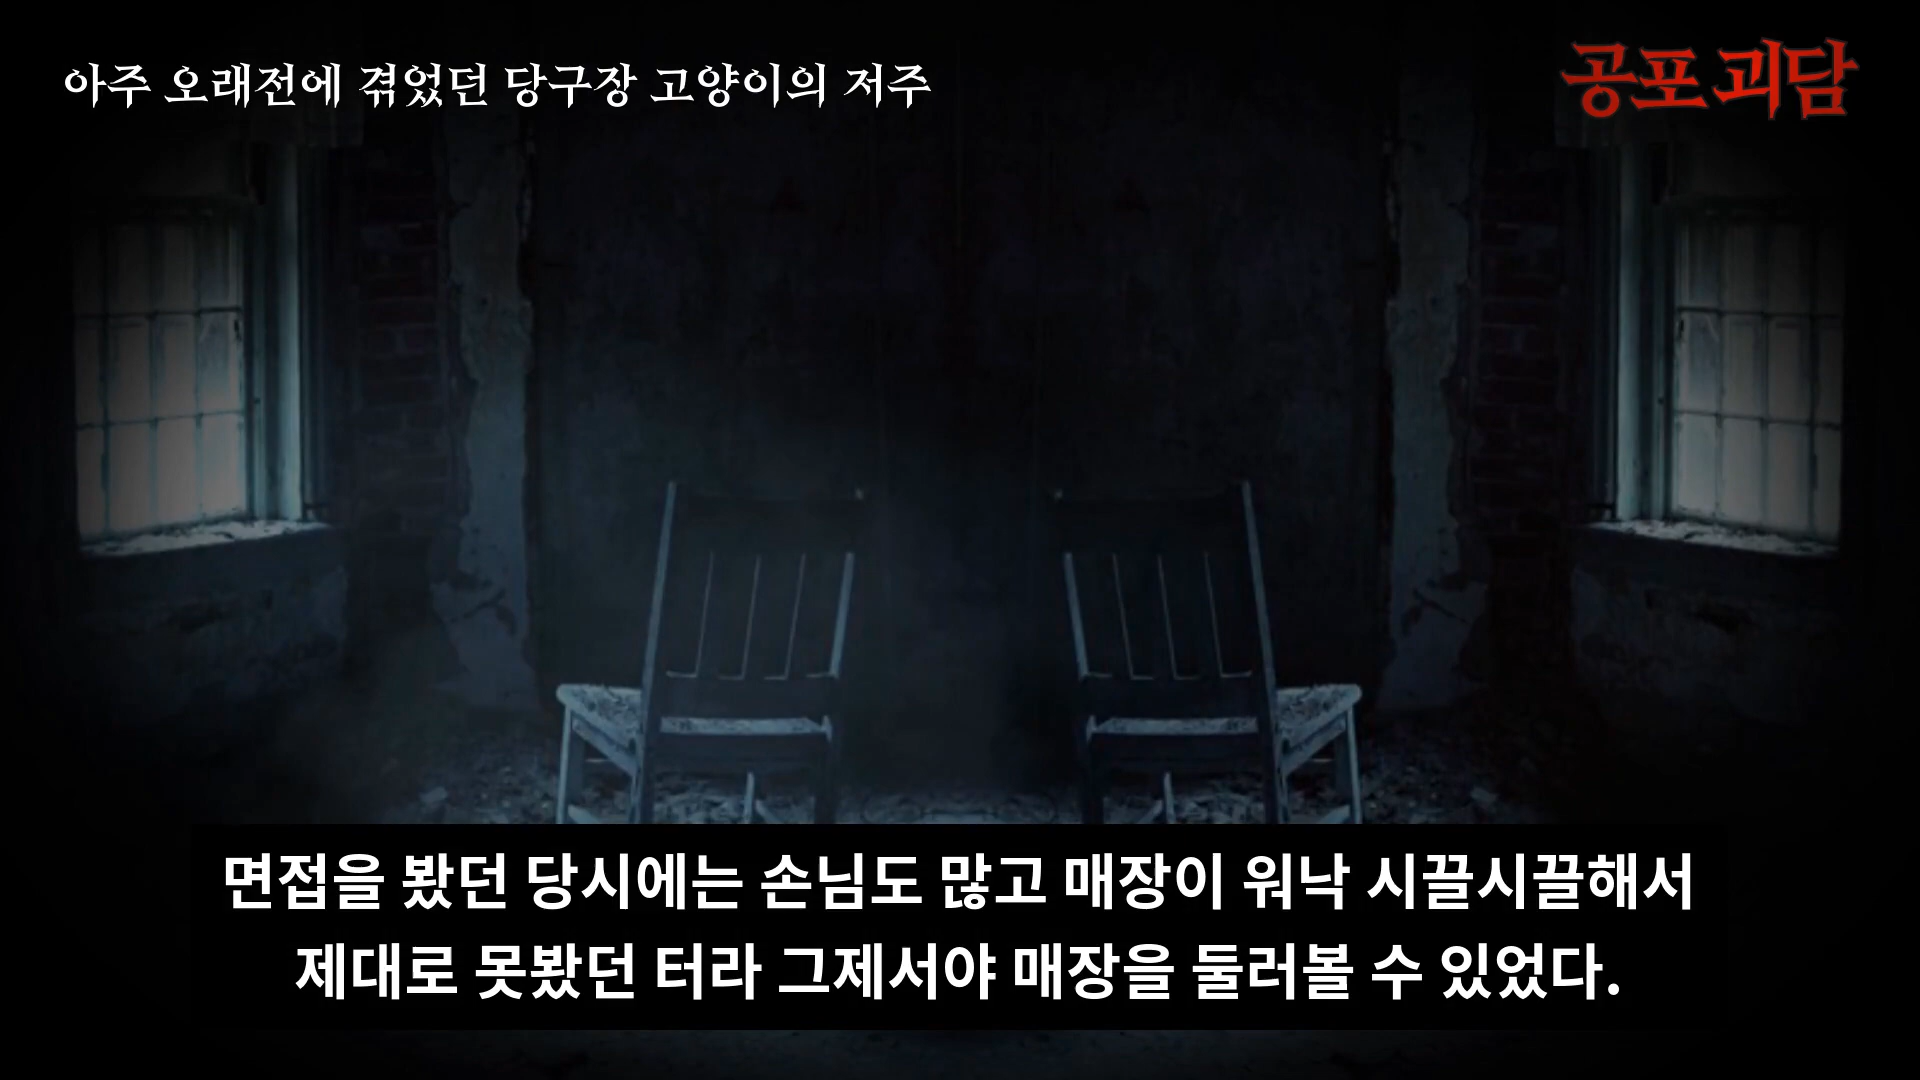 아주 오래전에 겪었던 당구장 고양이의 저주
공포 괴담
면접을 봤던 당시에는 손님도 많고 매장이 워낙 시끌시끌해서
제대로 못봤던 터라 그제서야 매장을 둘러볼 수 있었다.